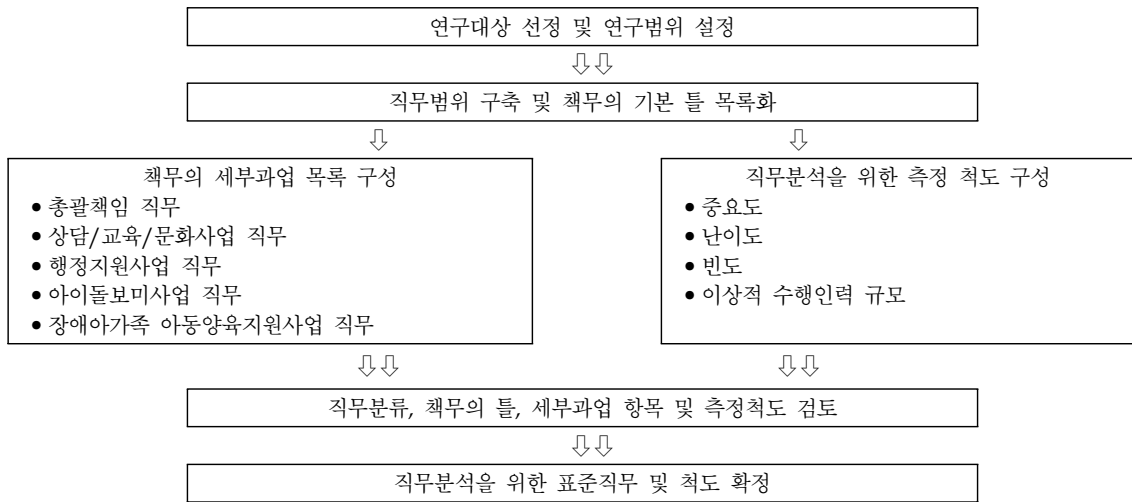 연구대상 선정 및 연구범위 설정
직무범위 구축 및 책무의 기본 틀 목록화
책무의 세부과업 목록 구성
● 총괄책임 직무
● 상담/교육/문화사업 직무
● 행정지원사업 직무
● 아이돌보미사업 직무
● 장애아가족 아동양육지원사업 직무
직무분석을 위한 측정 척도 구성
● 중요도
● 난이도
● 빈도
● 이상적 수행인력 규모
직무분류, 책무의 틀, 세부과업 항목 및 측정척도 검토
직무분석을 위한 표준직무 및 척도 확정